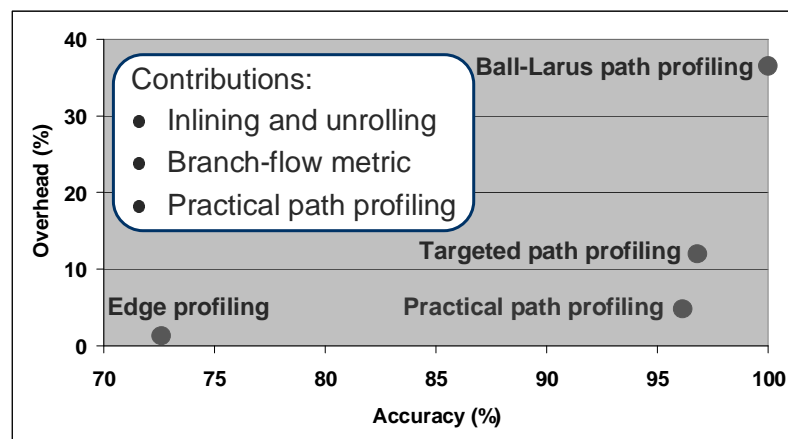 40
30
20
10
0
Overhead (%)
Contributions:
● Inlining and unrolling
● Branch-flow metric
● Practical path profiling
Ball-Larus path profiling
Targeted path profiling
Edge profiling
Practical path profiling
70 75 80 85 90 95 100
Accuracy (%)